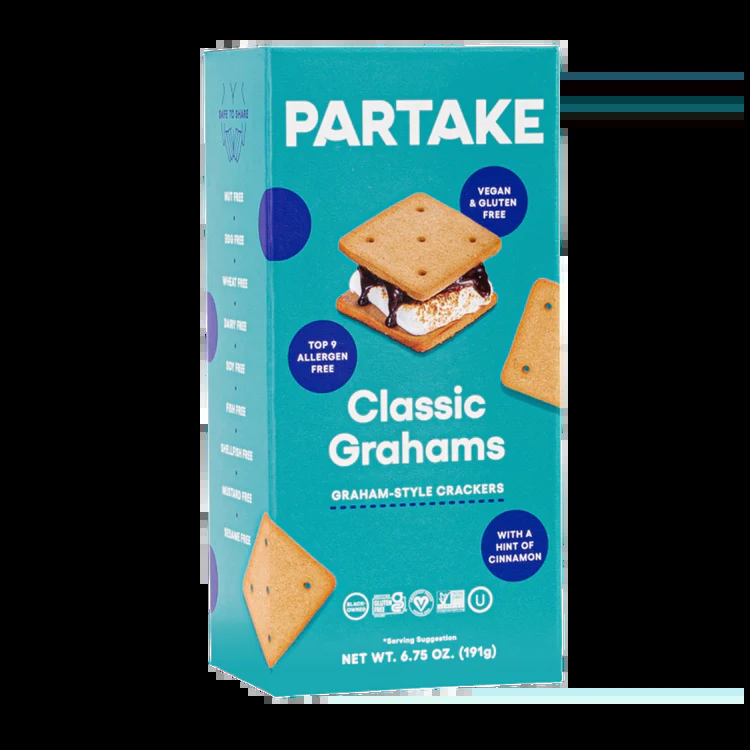 PARTAKE
VEGAN
& GLUTEN
FREE
TOP 9
ALLERGEN
FREE
Classic
Grahams
GRAHAM-STYLE CRACKERS
WITH A
HINT OF
CINNAMON
BLACK
OWNED
GLUTEN
FREE
U
*Serving Suggestion
NET WT. 6.75 OZ. (191g)
SAFE TO SHARE
NUT FREE
EGG FREE
WHEAT FREE
DAIRY FREE
SOY FREE
FISH FREE
SHELLFISH FREE
MUSTARD FREE
SESAME FREE